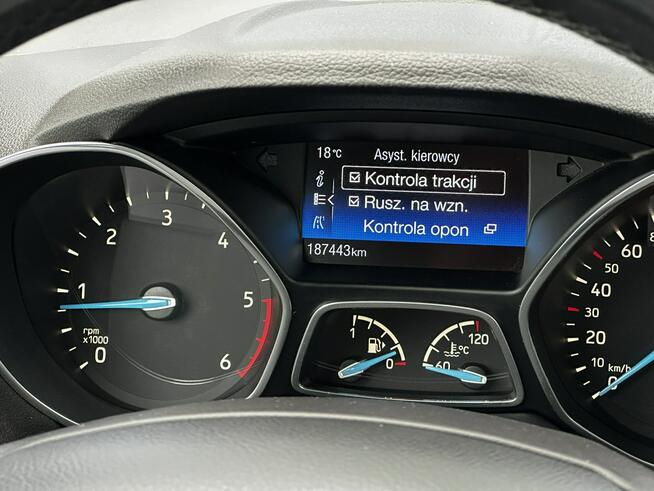 18°C Asyst. kierowcy
Kontrola trakcji
Rusz. na wzn.
Kontrola opon
187443km
0 1 2 3 4 5 6
rpm
x1000
1 0
60 120
°C
0 10 20 30 40 50 60
km/h